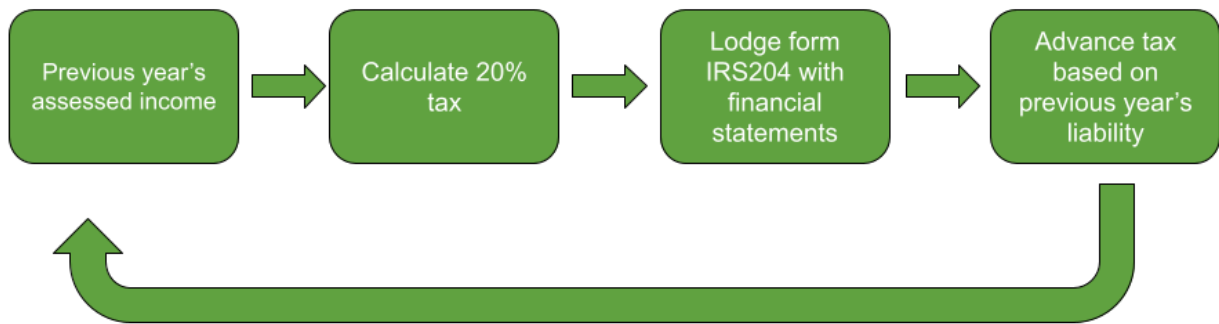 Previous year’s
assessed income
Calculate 20%
tax
Lodge form
IRS204 with
financial
statements
Advance tax
based on
previous year’s
liability